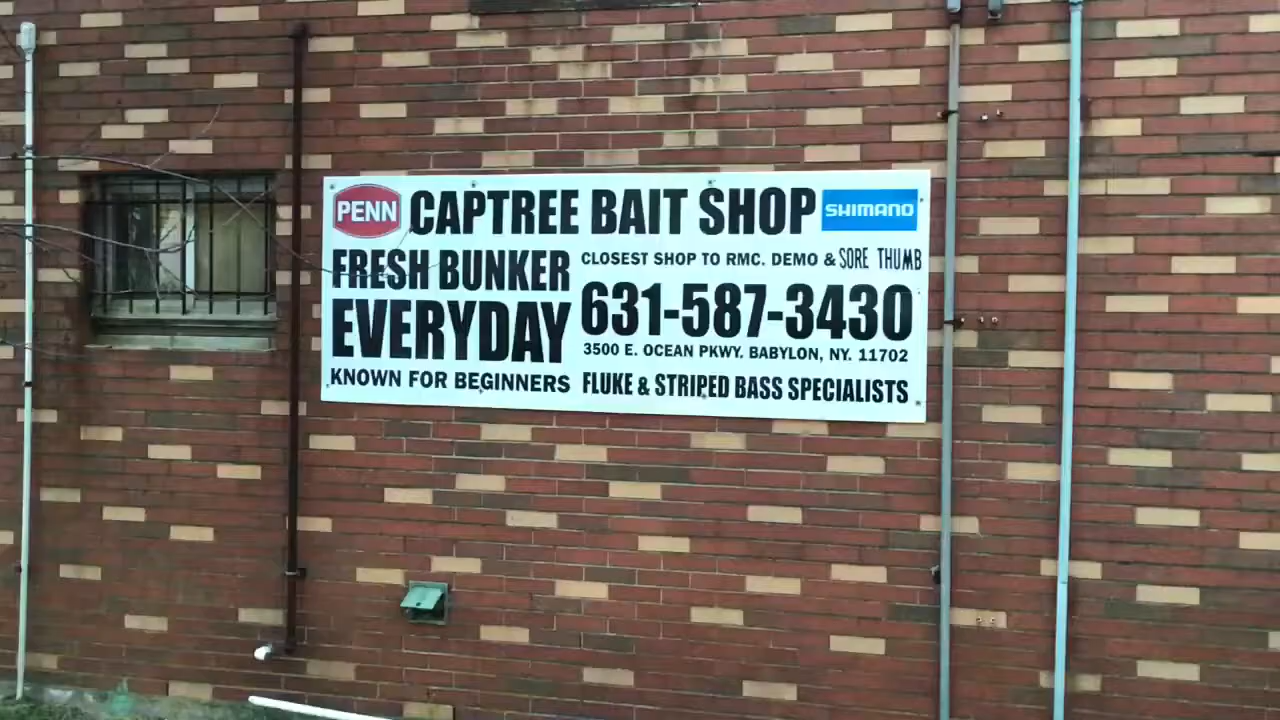 PENN CAPTREE BAIT SHOP SHIMANO
FRESH BUNKER
EVERYDAY
KNOWN FOR BEGINNERS
CLOSEST SHOP TO RMC. DEMO & SORE THUMB
631-587-3430
3500 E. OCEAN PKWY. BABYLON, NY. 11702
FLUKE & STRIPED BASS SPECIALISTS